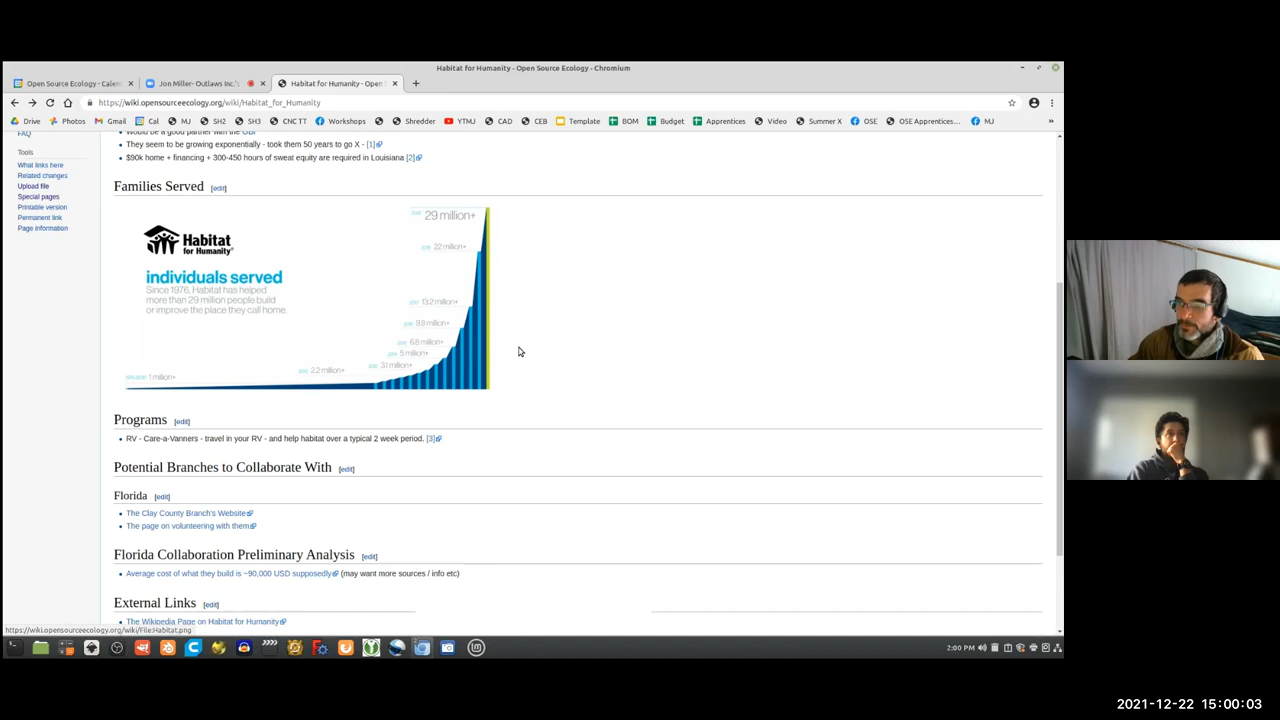 Habitat for Humanity - Open Source Ecology - Chromium
Open Source Ecology - Calen
Jon Miller- Outlaws Inc.'s
Habitat for Humanity - Open S
https://wiki.opensourceecology.org/wiki/Habitat_for_Humanity
Drive Photos Gmail Cal MJ SH2 SH3 CNC TT Workshops Shredder YTMJ CAD CEB Template BOM Budget Apprentices Video Summer X OSE OSE Apprentices... MJ
FAQ
Tools
What links here
Related changes
Upload file
Special pages
Printable version
Permanent link
Page information
Would be a good partner with the OBI
They seem to be growing exponentially - took them 50 years to go X - [1]
$90k home + financing + 300-450 hours of sweat equity are required in Louisiana [2]
Families Served [edit]
Habitat
for Humanity
individuals served
Since 1976, Habitat has helped
more than 29 million people build
or improve the place they call home.
29 million+
22 million+
13.2 million+
9.8 million+
6.8 million+
5 million+
3.1 million+
2.2 million+
1 million+
Programs [edit]
RV - Care-a-Vanners - travel in your RV - and help habitat over a typical 2 week period. [3]
Potential Branches to Collaborate With [edit]
Florida [edit]
The Clay County Branch's Website
The page on volunteering with them
Florida Collaboration Preliminary Analysis [edit]
Average cost of what they build is ~90,000 USD supposedly (may want more sources / info etc)
External Links [edit]
The Wikipedia Page on Habitat for Humanity
https://wiki.opensourceecology.org/wiki/File:Habitat.png
2:00 PM
2021-12-22 15:00:03